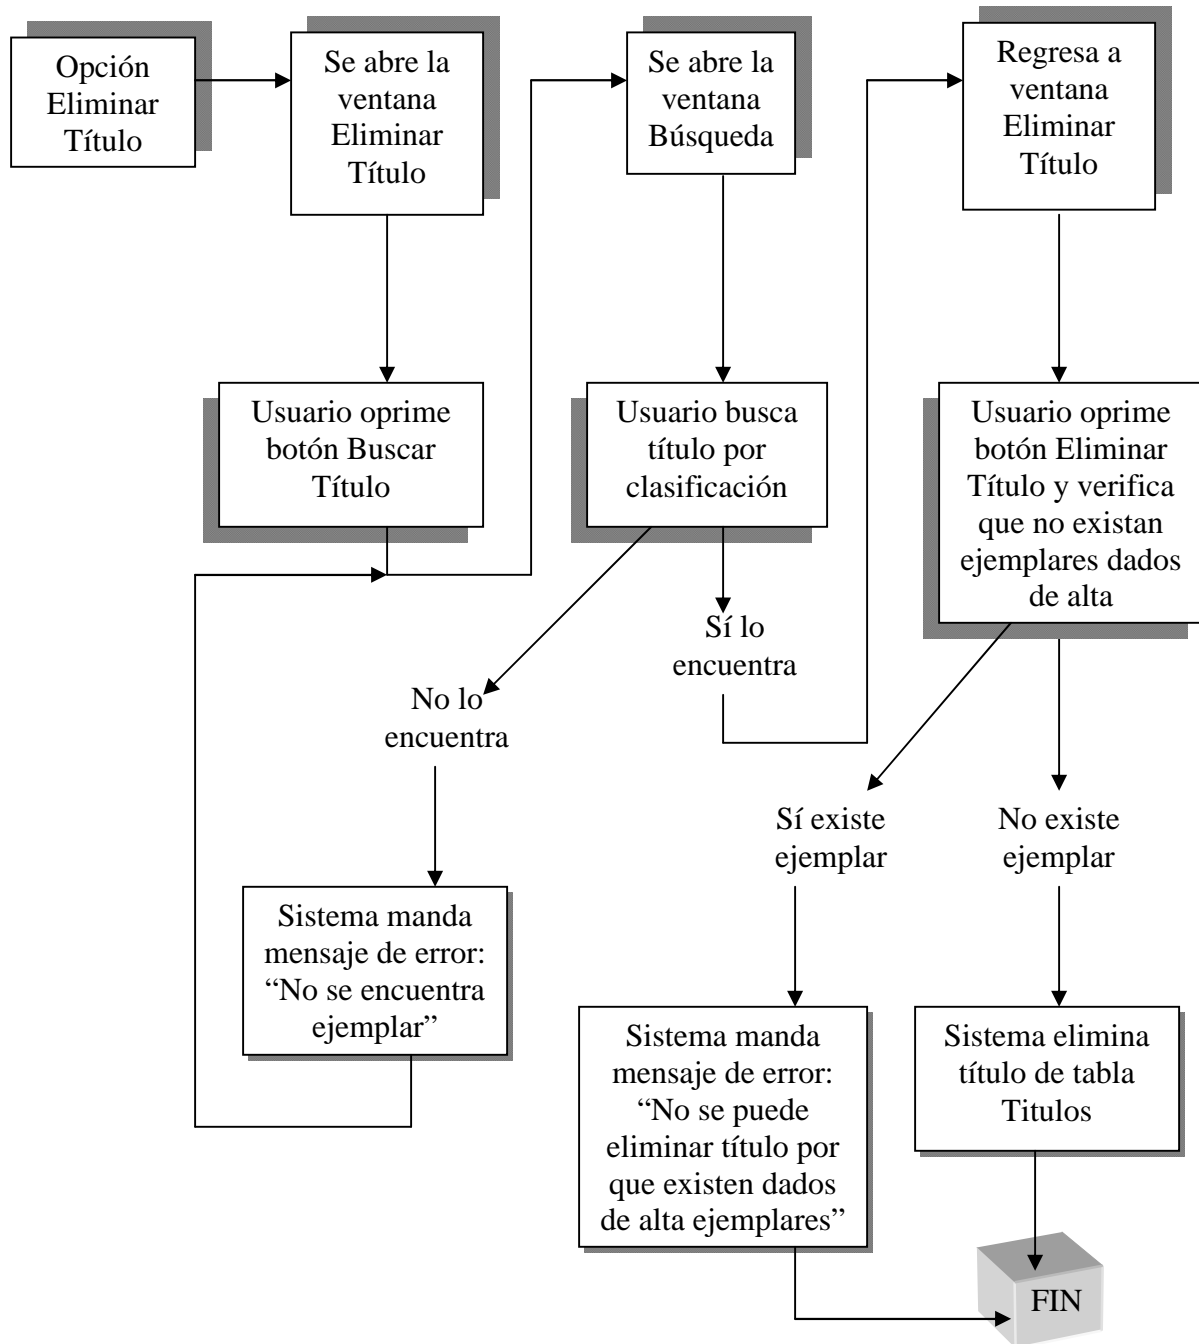 Opción
Eliminar
Título
Se abre la
ventana
Eliminar
Título
Se abre la
ventana
Búsqueda
Regresa a
ventana
Eliminar
Título
Usuario oprime
botón Buscar
Título
Usuario busca
título por
clasificación
Usuario oprime
botón Eliminar
Título y verifica
que no existan
ejemplares dados
de alta
Sí lo
encuentra
No lo
encuentra
Sí existe
ejemplar
No existe
ejemplar
Sistema manda
mensaje de error:
“No se encuentra
ejemplar”
Sistema manda
mensaje de error:
“No se puede
eliminar título por
que existen dados
de alta ejemplares”
Sistema elimina
título de tabla
Titulos
FIN